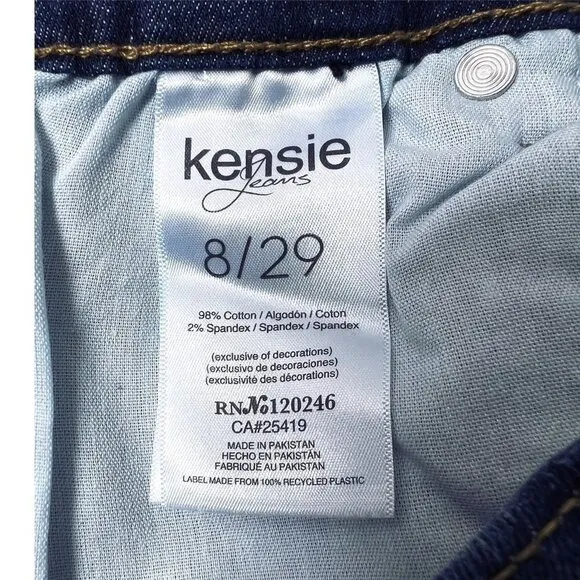 kensie
Jeans
8/29
98% Cotton / Algodón / Coton
2% Spandex / Spandex / Spandex
(exclusive of decorations)
(exclusivo de decoraciones)
(exclusivité des décorations)
RN№120246
CA#25419
MADE IN PAKISTAN
HECHO EN PAKISTÁN
FABRIQUÉ AU PAKISTAN
LABEL MADE FROM 100% RECYCLED PLASTIC